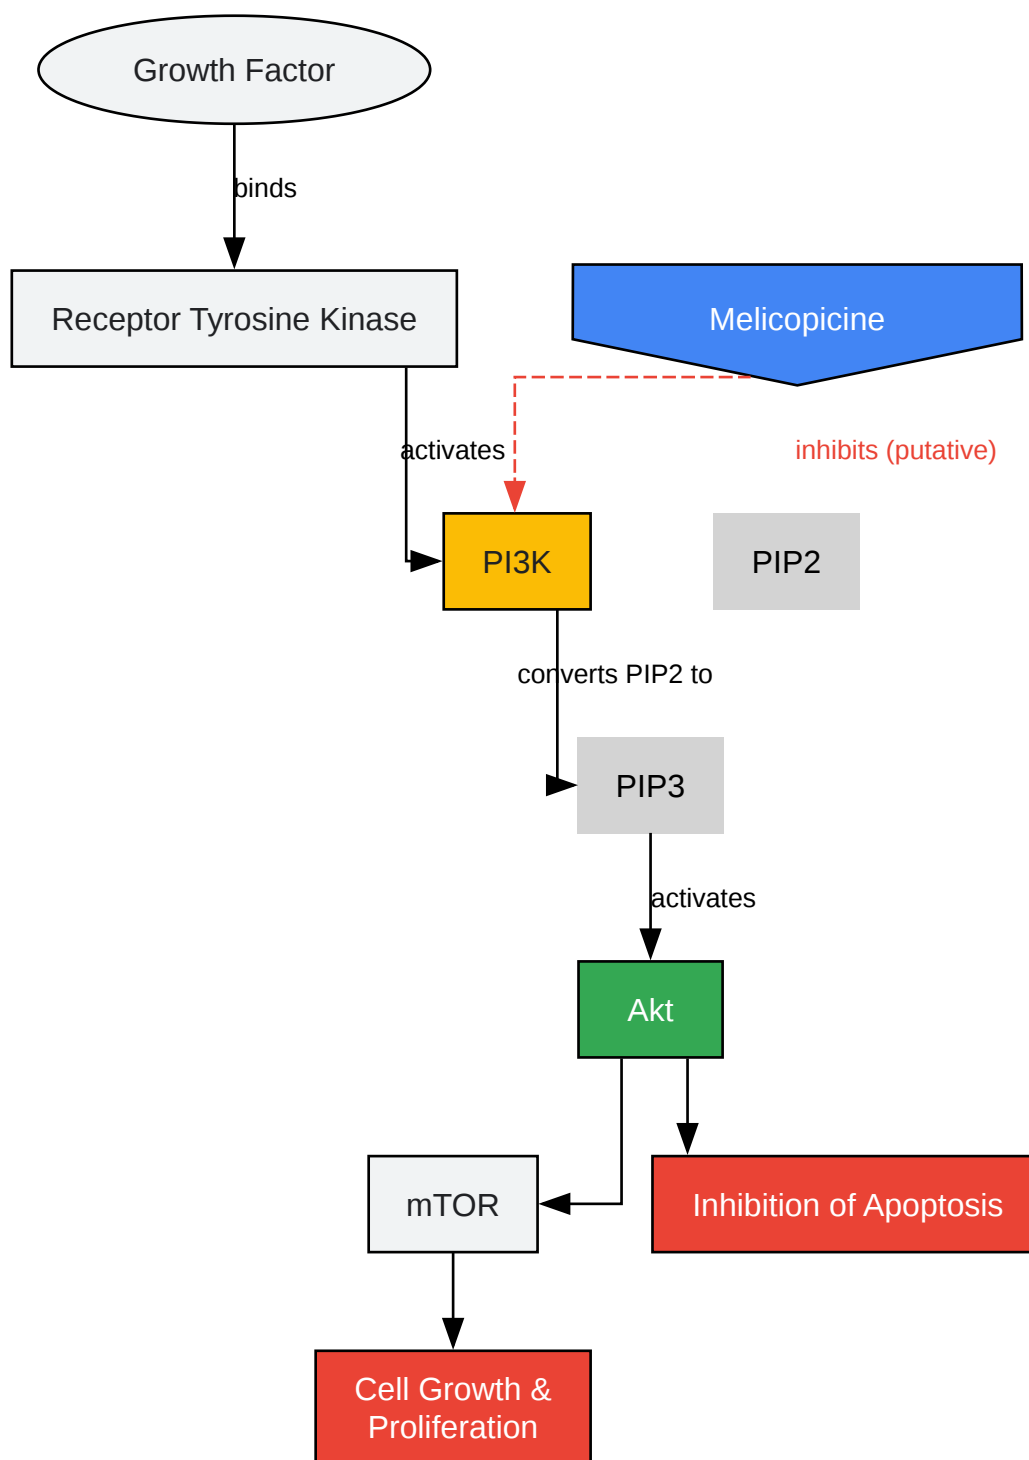 Growth Factor
binds
Receptor Tyrosine Kinase
Melicopicine
activates
inhibits (putative)
PI3K
PIP2
converts PIP2 to
PIP3
activates
Akt
mTOR
Inhibition of Apoptosis
Cell Growth &
Proliferation